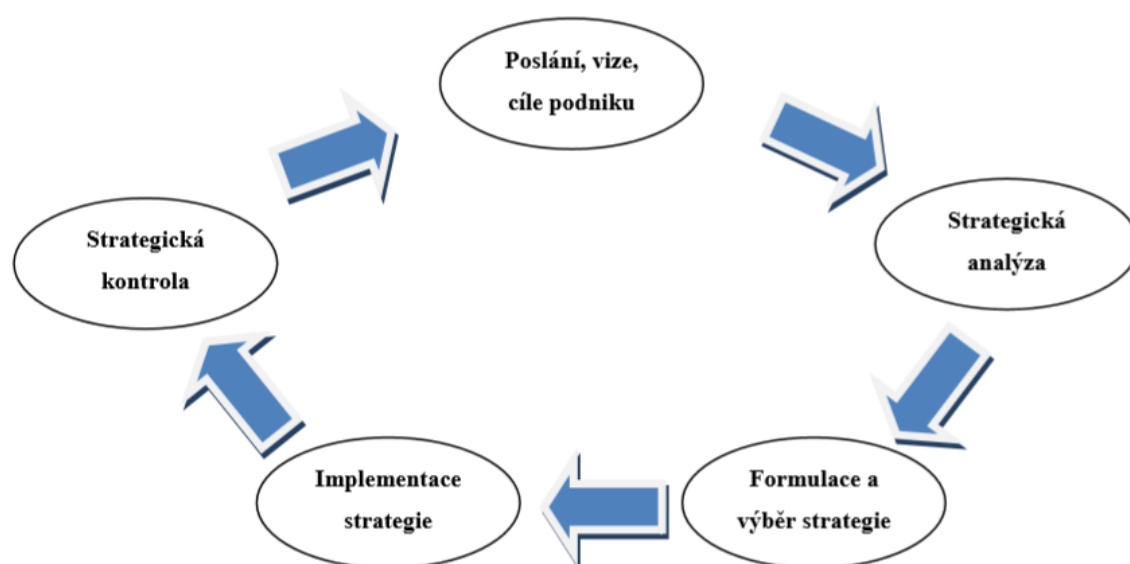 Poslání, vize,
cíle podniku
Strategická
analýza
Formulace a
výběr strategie
Implementace
strategie
Strategická
kontrola